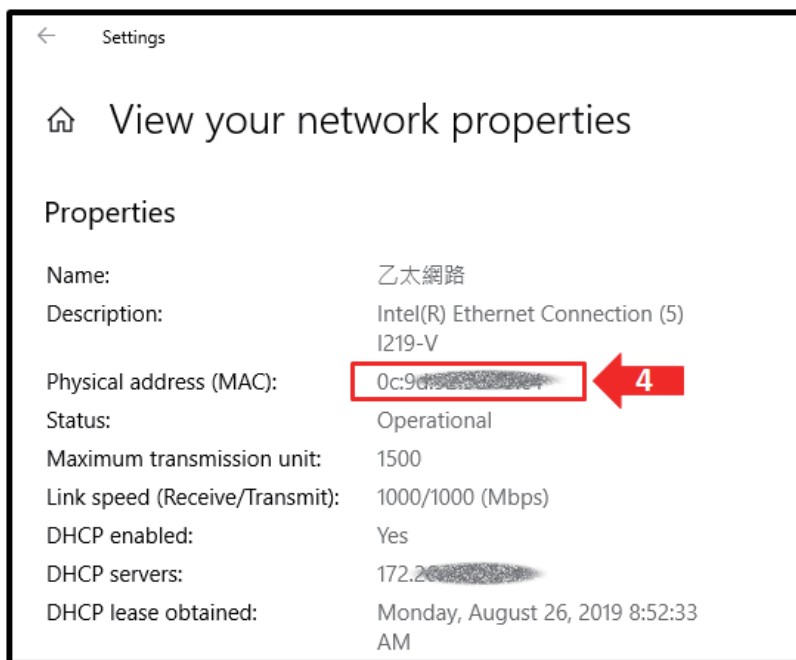 Settings
View your network properties
Properties
Name: 乙太網路
Description: Intel(R) Ethernet Connection (5)
I219-V
Physical address (MAC): 0c:9d:
4
Status: Operational
Maximum transmission unit: 1500
Link speed (Receive/Transmit): 1000/1000 (Mbps)
DHCP enabled: Yes
DHCP servers: 172.2
DHCP lease obtained: Monday, August 26, 2019 8:52:33
AM